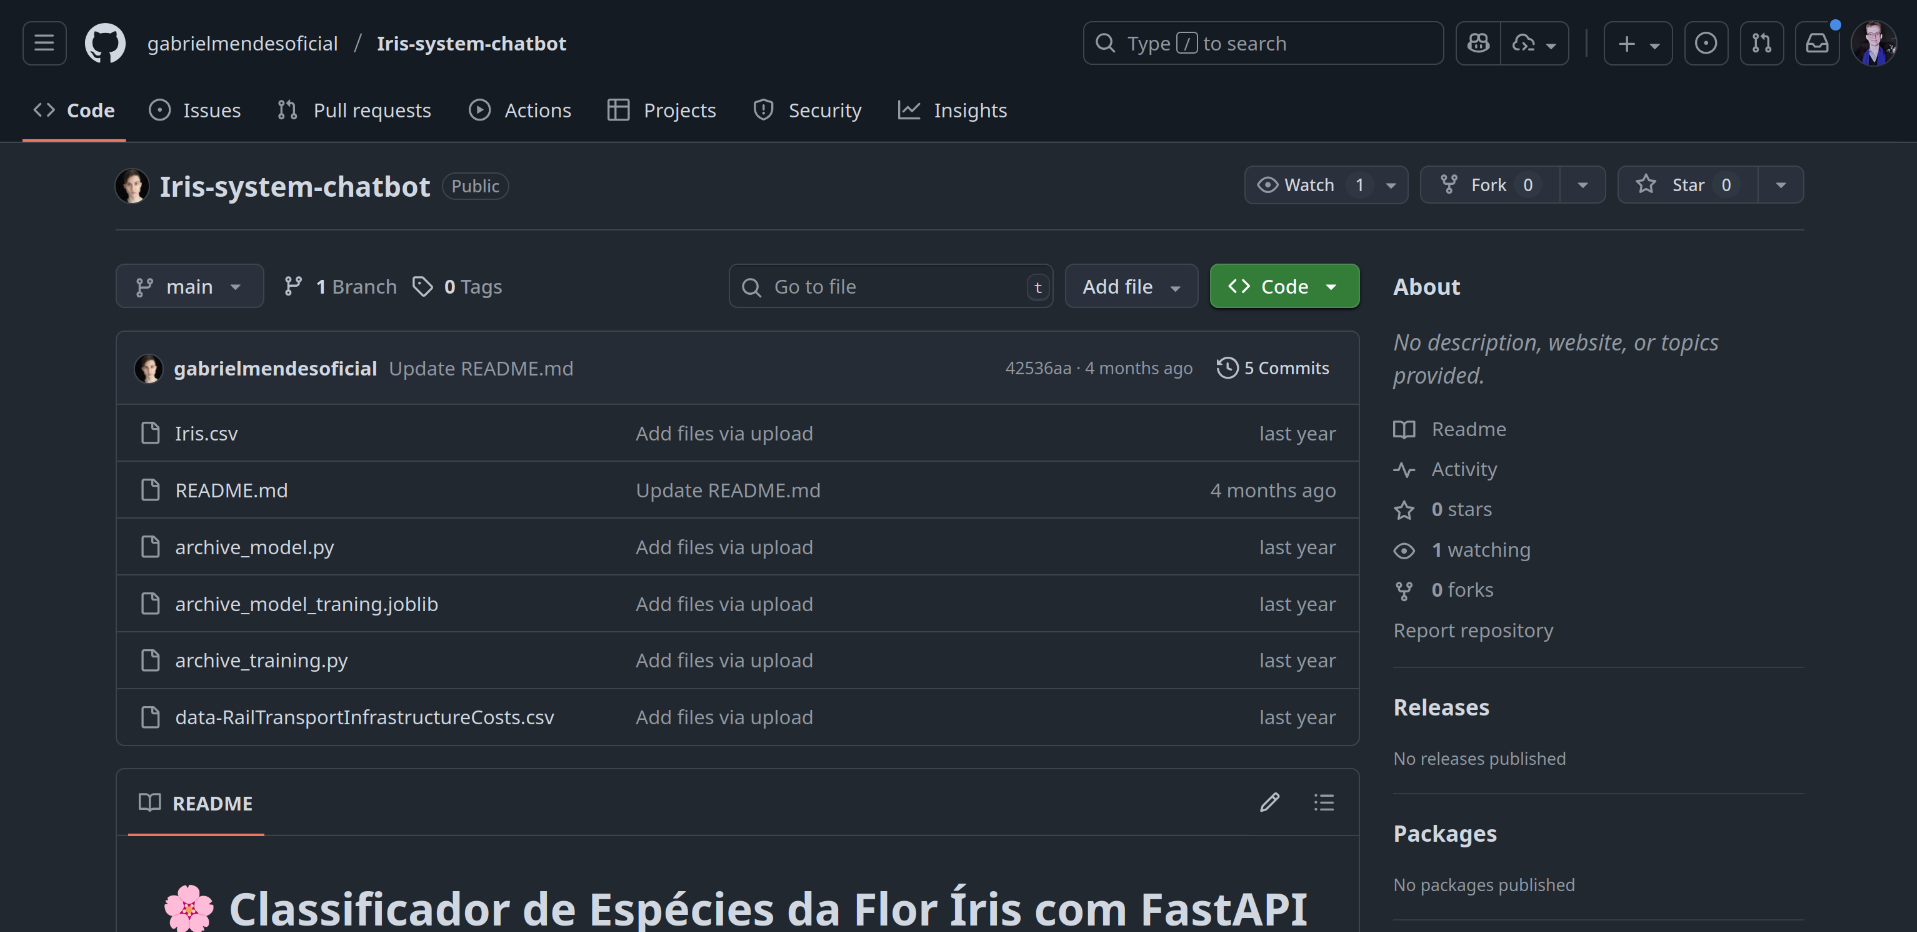 gabrielmendesoficial / Iris-system-chatbot
Type / to search
Code Issues Pull requests Actions Projects Security Insights
Iris-system-chatbot Public
Watch 1 Fork 0 Star 0
main 1 Branch 0 Tags
Go to file t
Add file
Code
gabrielmendesoficial Update README.md 42536aa · 4 months ago 5 Commits
Iris.csv Add files via upload last year
README.md Update README.md 4 months ago
archive_model.py Add files via upload last year
archive_model_traning.joblib Add files via upload last year
archive_training.py Add files via upload last year
data-RailTransportInfrastructureCosts.csv Add files via upload last year
README
🌸 Classificador de Espécies da Flor Íris com FastAPI
About
No description, website, or topics
provided.
Readme
Activity
0 stars
1 watching
0 forks
Report repository
Releases
No releases published
Packages
No packages published